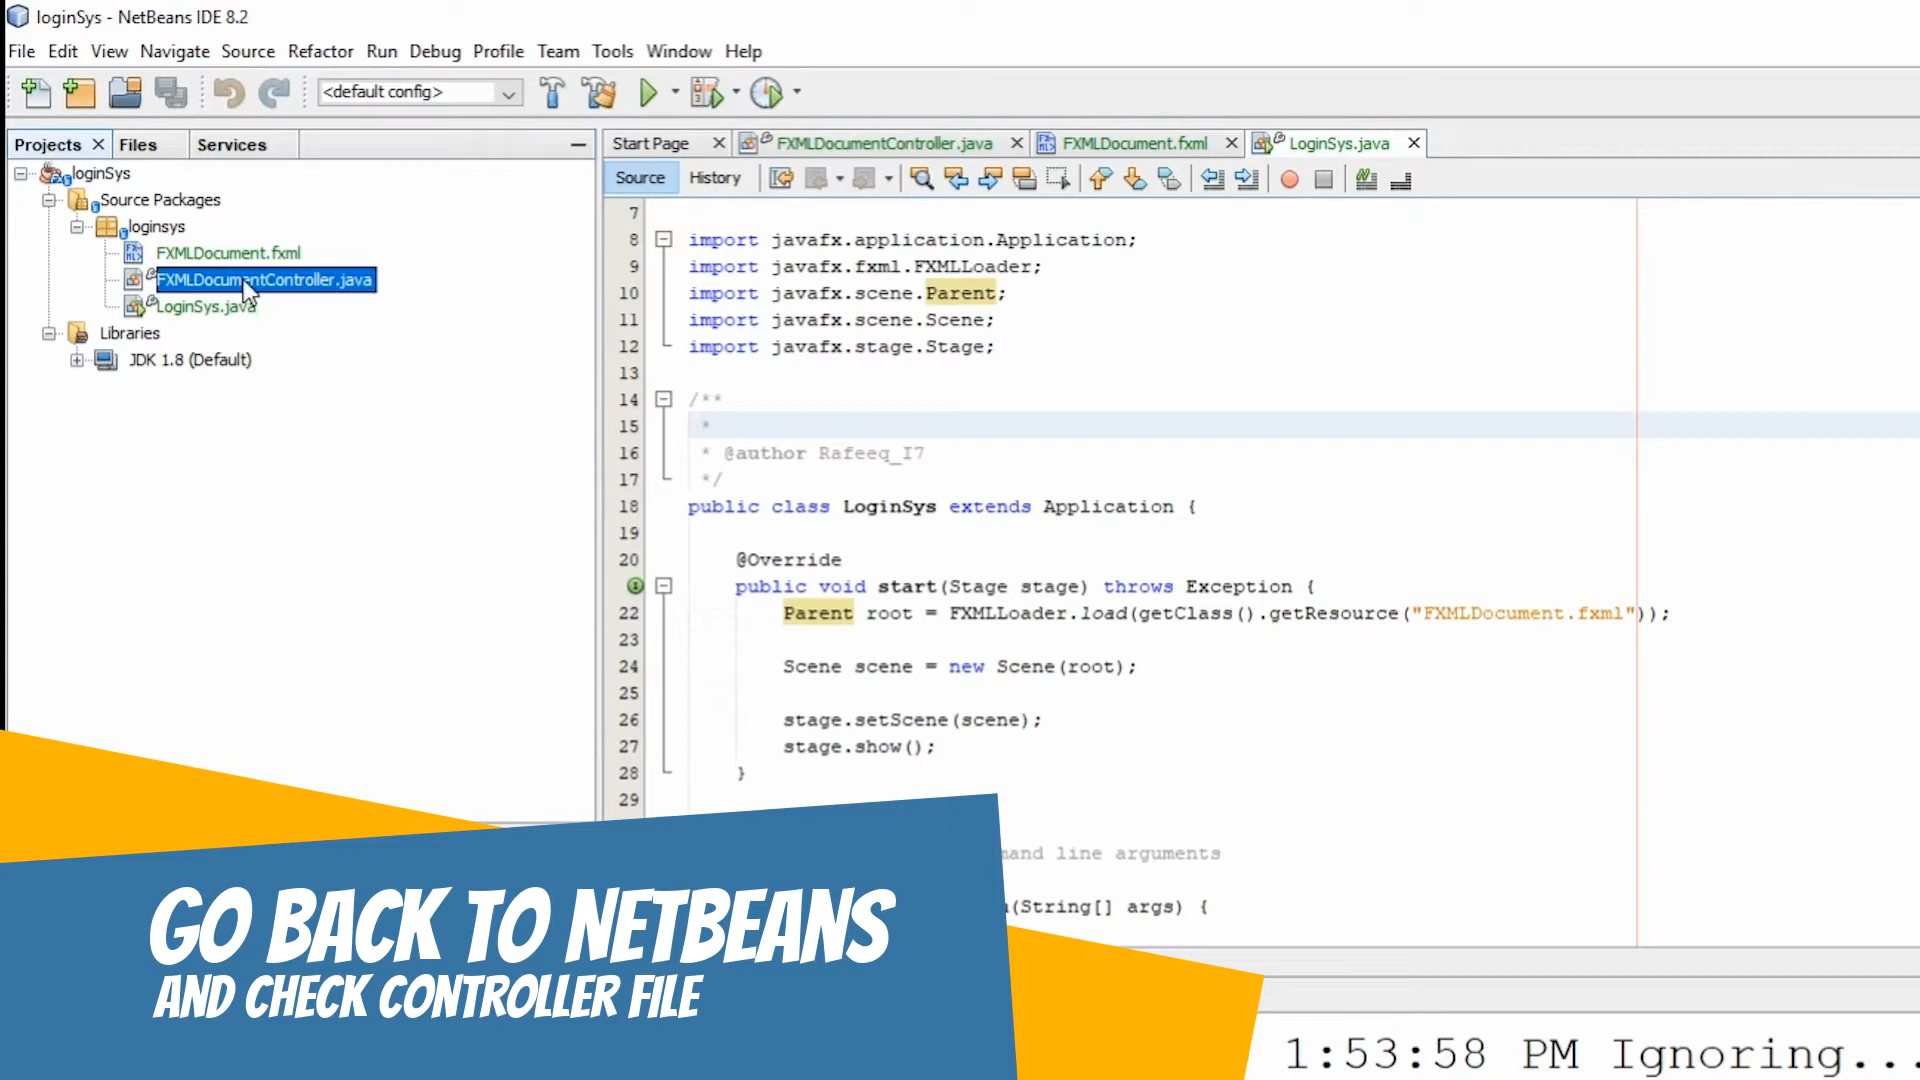 loginSys - NetBeans IDE 8.2
File Edit View Navigate Source Refactor Run Debug Profile Team Tools Window Help
<default config>
Projects Files Services
loginSys
Source Packages
loginsys
FXMLDocument.fxml
FXMLDocumentController.java
LoginSys.java
Libraries
JDK 1.8 (Default)
Start Page FXMLDocumentController.java FXMLDocument.fxml LoginSys.java
Source History
7
8 import javafx.application.Application;
9 import javafx.fxml.FXMLLoader;
10 import javafx.scene.Parent;
11 import javafx.scene.Scene;
12 import javafx.stage.Stage;
13
14 /**
15 *
16 * @author Rafeeq_I7
17 */
18 public class LoginSys extends Application {
19
20 @Override
public void start(Stage stage) throws Exception {
22 Parent root = FXMLLoader.load(getClass().getResource("FXMLDocument.fxml"));
23
24 Scene scene = new Scene(root);
25
26 stage.setScene(scene);
27 stage.show();
28 }
29
mand line arguments
(String[] args) {
GO BACK TO NETBEANS
AND CHECK CONTROLLER FILE
1:53:58 PM Ignoring...